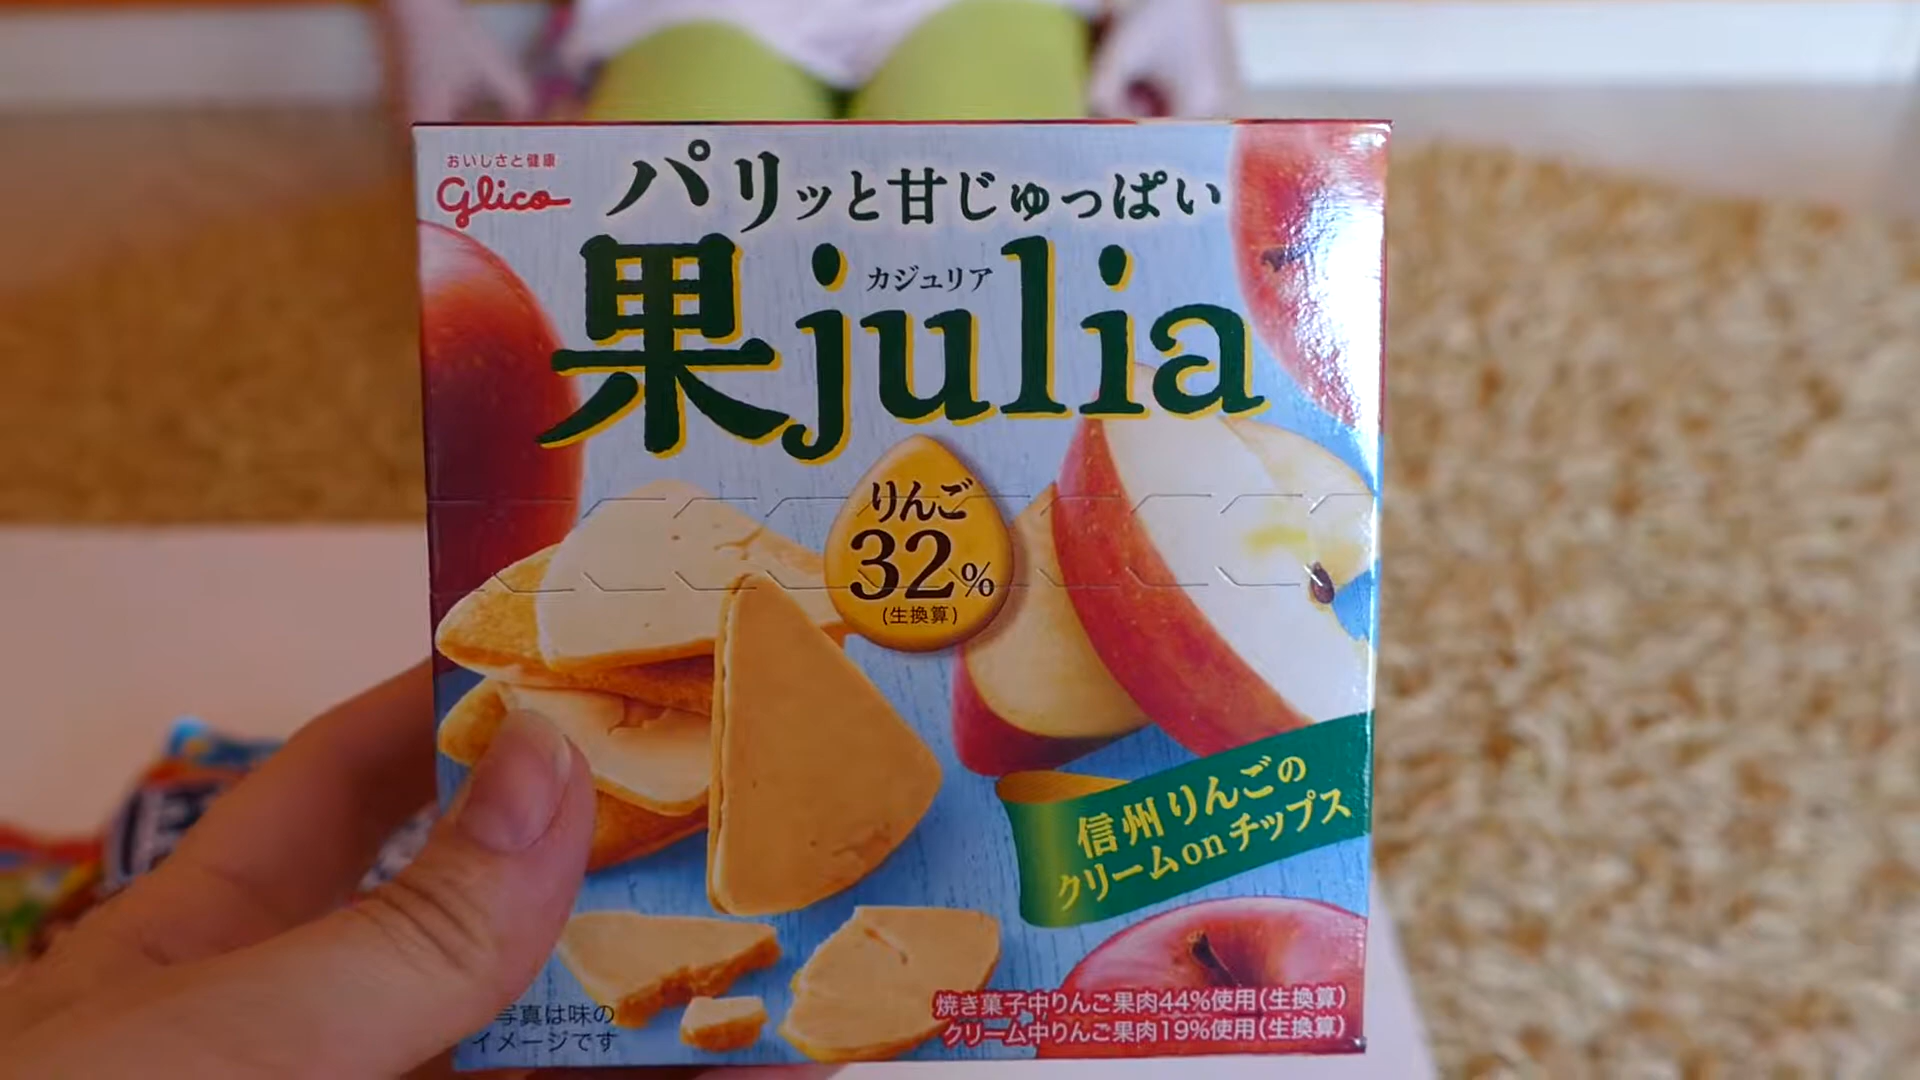 おいしさと健康
Glico
パリッと甘じゅっぱい
カジュリア
果julia
りんご
32%
(生換算)
信州りんごの
クリームonチップス
写真は味の
イメージです
焼き菓子中りんご果肉44%使用(生換算)
クリーム中りんご果肉19%使用(生換算)